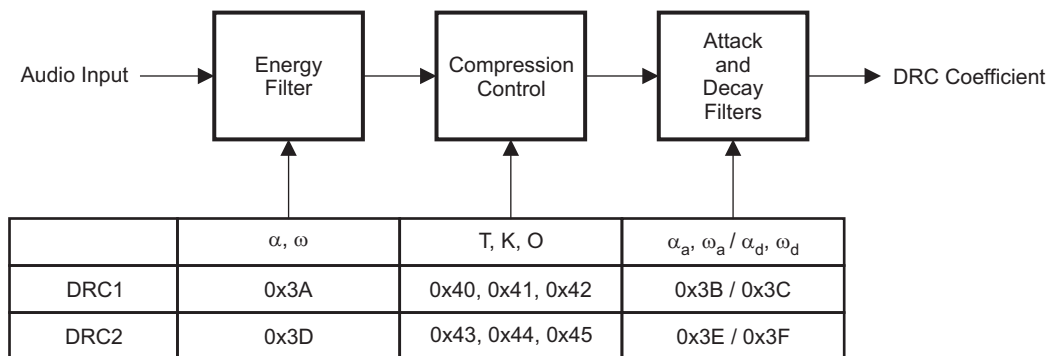 Audio Input
Energy
Filter
Compression
Control
Attack
and
Decay
Filters
DRC Coefficient
α, ω
T, K, O
αa, ωa / αd, ωd
DRC1
0x3A
0x40, 0x41, 0x42
0x3B / 0x3C
DRC2
0x3D
0x43, 0x44, 0x45
0x3E / 0x3F